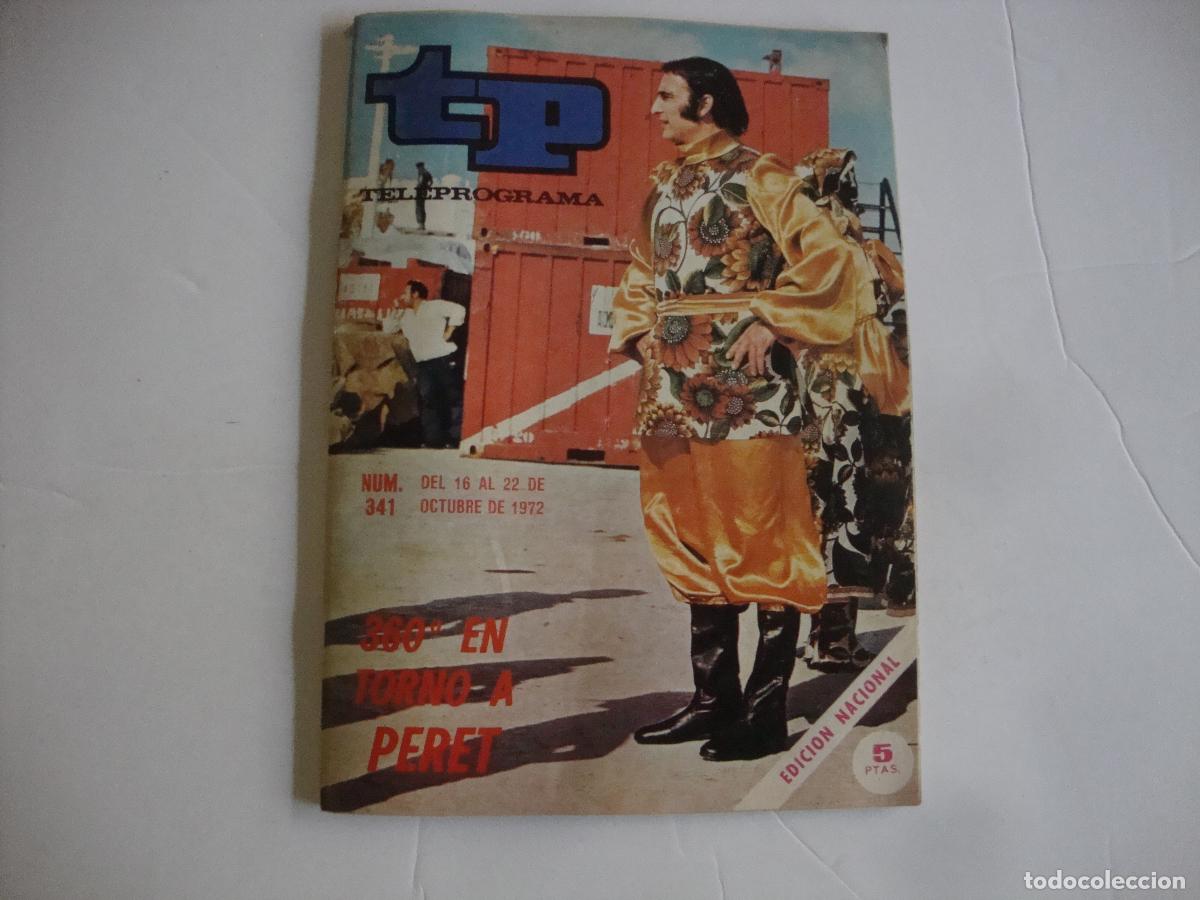 tp
TELEPROGRAMA
NUM. 341
DEL 16 AL 22 DE
OCTUBRE DE 1972
360º EN
TORNO A
PERET
EDICION NACIONAL
5
PTAS.
todocoleccion